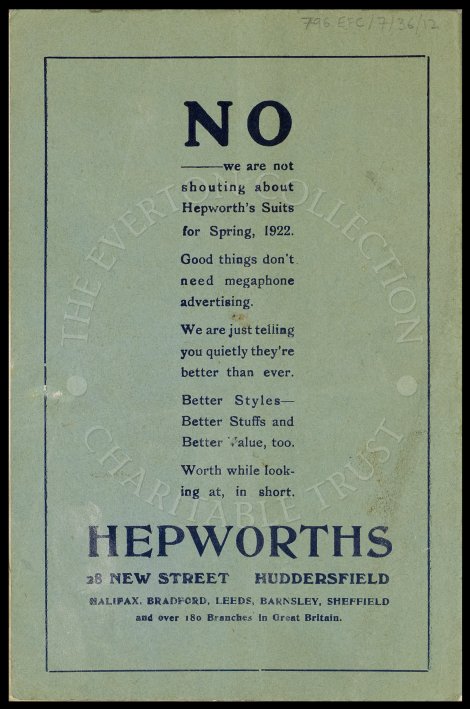 796 EFC/7/36/12
NO
——we are not
shouting about
Hepworth's Suits
for Spring, 1922.
Good things don't
need megaphone
advertising.
We are just telling
you quietly they're
better than ever.
Better Styles—
Better Stuffs and
Better Value, too.
Worth while look-
ing at, in short.
HEPWORTHS
28 NEW STREET HUDDERSFIELD
HALIFAX, BRADFORD, LEEDS, BARNSLEY, SHEFFIELD
and over 180 Branches in Great Britain.
THE EVERTON COLLECTION
CHARITABLE TRUST